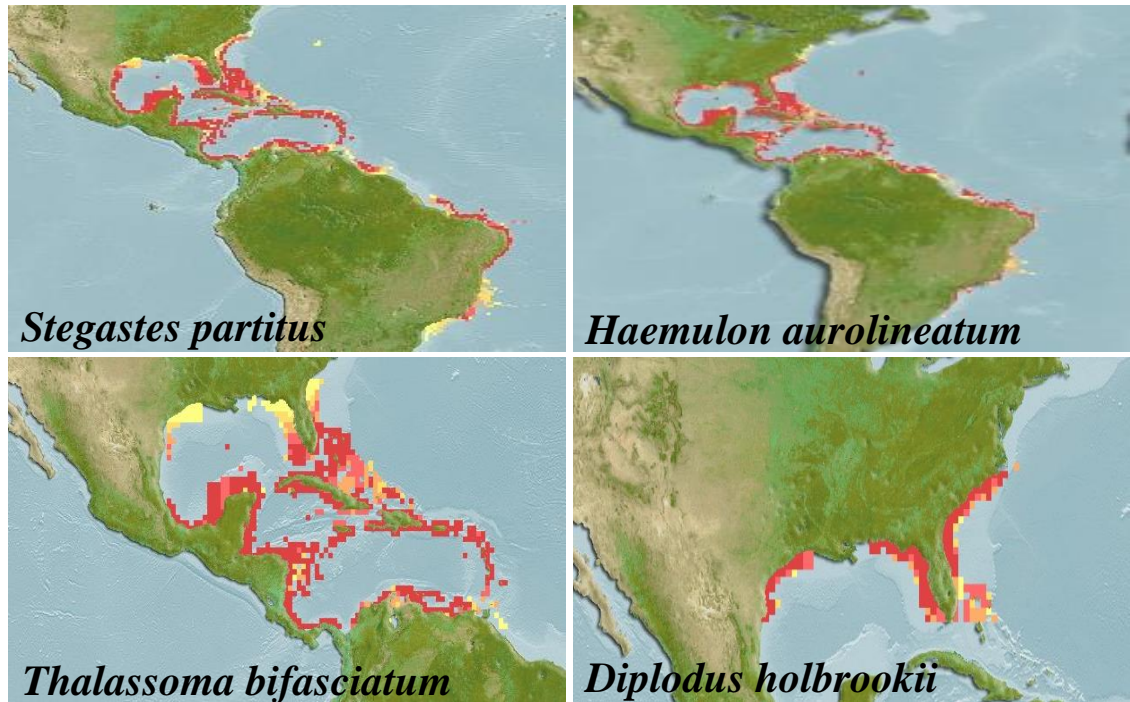 Stegastes partitus
Haemulon aurolineatum
Thalassoma bifasciatum
Diplodus holbrookii